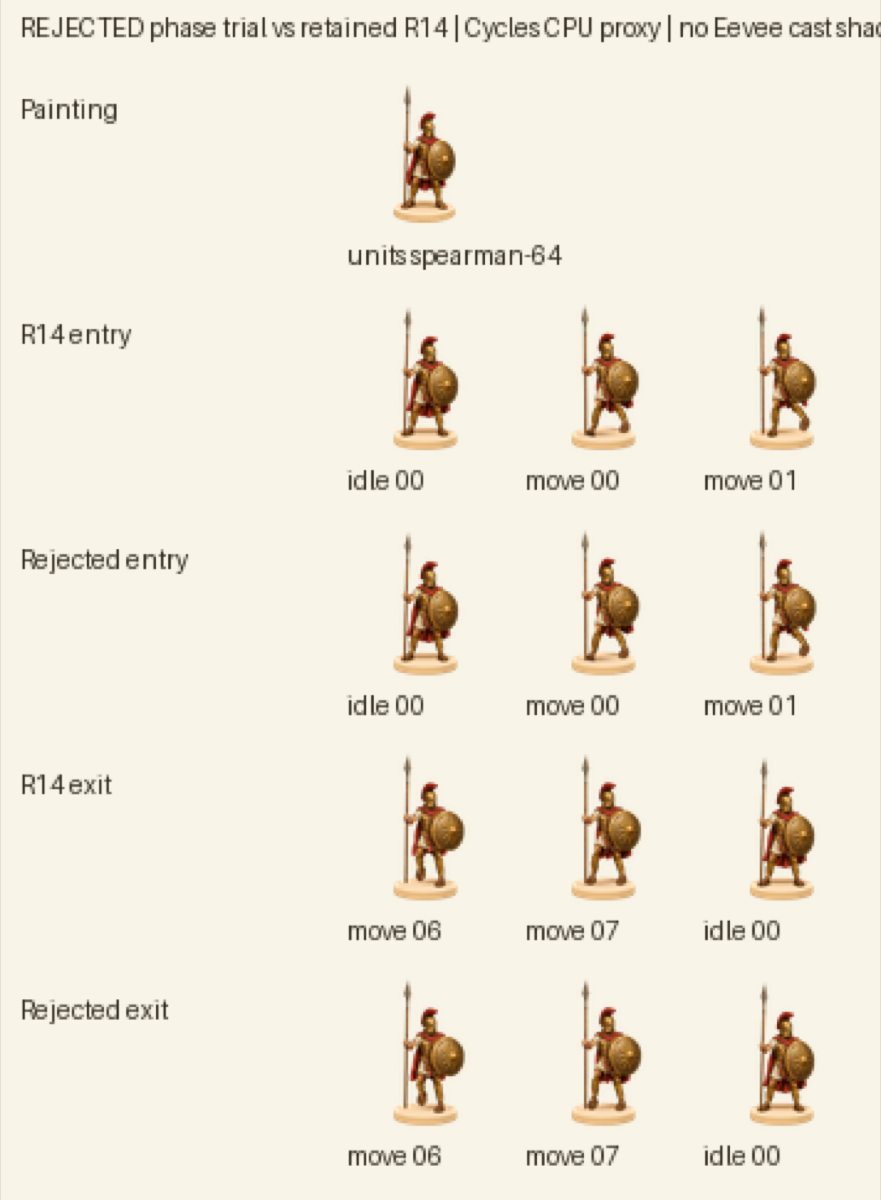 REJECTED phase trial vs retained R14 | Cycles CPU proxy | no Eevee cast
Painting
units spearman-64
R14 entry
idle 00 move 00 move 01
Rejected entry
idle 00 move 00 move 01
R14 exit
move 06 move 07 idle 00
Rejected exit
move 06 move 07 idle 00